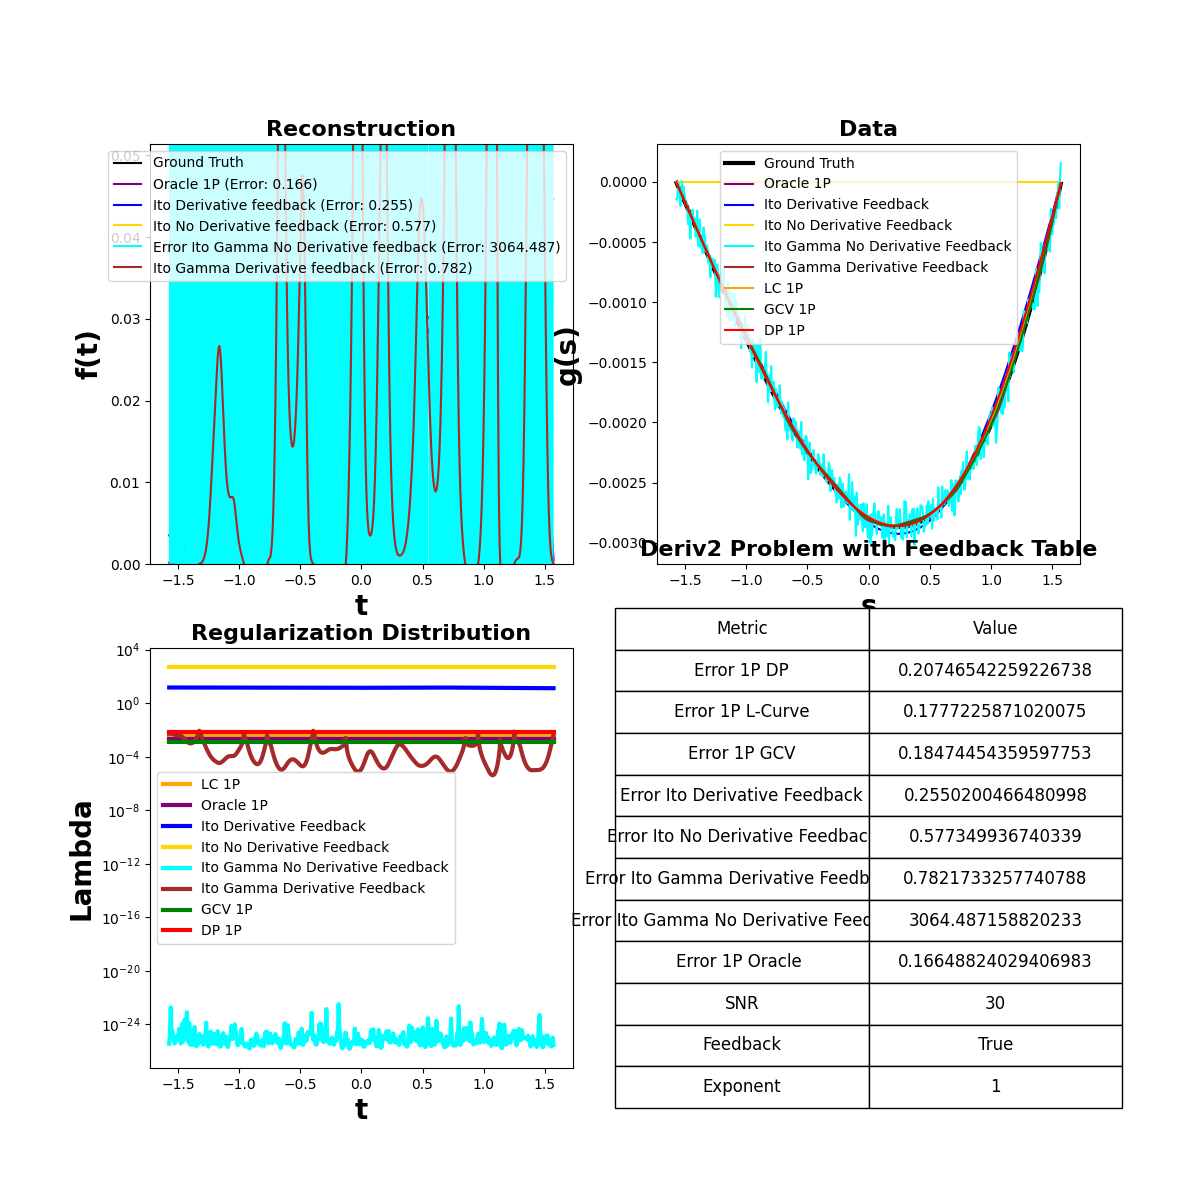 Reconstruction
0.05
0.04
0.03
0.02
0.01
0.00
f(t)
Ground Truth
Oracle 1P (Error: 0.166)
Ito Derivative feedback (Error: 0.255)
Ito No Derivative feedback (Error: 0.577)
Error Ito Gamma No Derivative feedback (Error: 3064.487)
Ito Gamma Derivative feedback (Error: 0.782)
−1.5 −1.0 −0.5 0.0 0.5 1.0 1.5
t
Data
0.0000
−0.0005
−0.0010
−0.0015
−0.0020
−0.0025
−0.0030
g(s)
Ground Truth
Oracle 1P
Ito Derivative Feedback
Ito No Derivative Feedback
Ito Gamma No Derivative Feedback
Ito Gamma Derivative Feedback
LC 1P
GCV 1P
DP 1P
−1.5 −1.0 −0.5 0.0 0.5 1.0 1.5
s
Regularization Distribution
10^4
10^0
10^−4
10^−8
10^−12
10^−16
10^−20
10^−24
Lambda
LC 1P
Oracle 1P
Ito Derivative Feedback
Ito No Derivative Feedback
Ito Gamma No Derivative Feedback
Ito Gamma Derivative Feedback
GCV 1P
DP 1P
−1.5 −1.0 −0.5 0.0 0.5 1.0 1.5
t
Deriv2 Problem with Feedback Table
Metric Value
Error 1P DP 0.20746542259226738
Error 1P L-Curve 0.1777225871020075
Error 1P GCV 0.18474454359597753
Error Ito Derivative Feedback 0.2550200466480998
Error Ito No Derivative Feedbac 0.577349936740339
Error Ito Gamma Derivative Feedb 0.7821733257740788
Error Ito Gamma No Derivative Feed 3064.487158820233
Error 1P Oracle 0.16648824029406983
SNR 30
Feedback True
Exponent 1